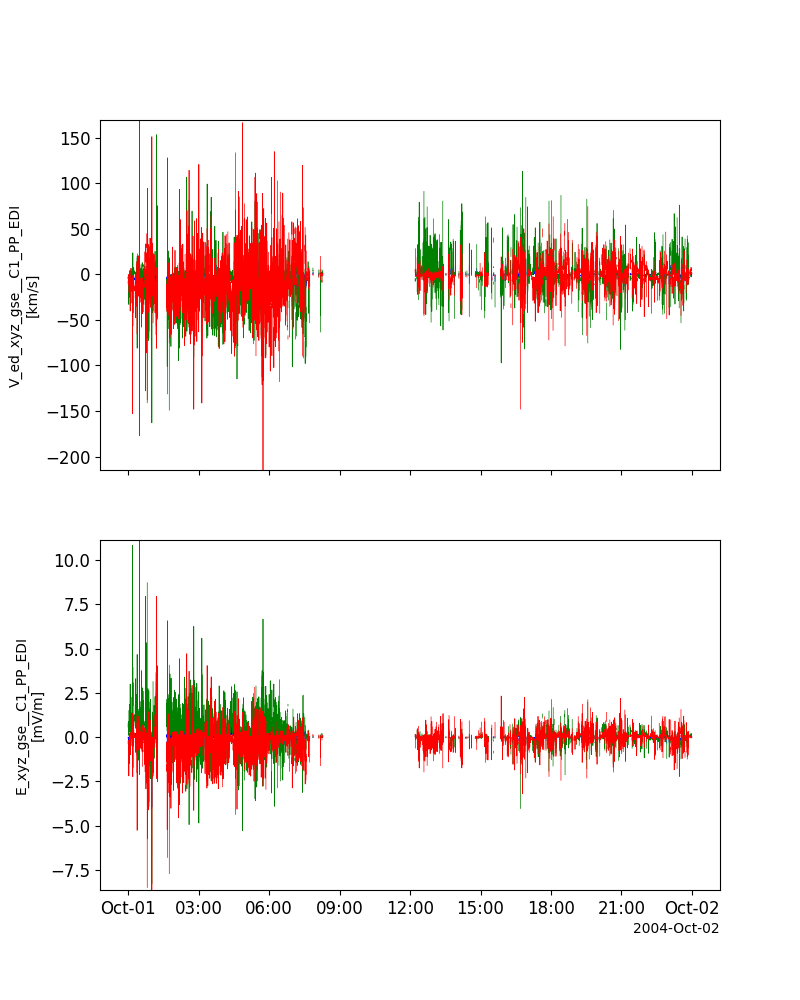 V_ed_xyz_gse__C1_PP_EDI
[km/s]
150
100
50
0
−50
−100
−150
−200
E_xyz_gse__C1_PP_EDI
[mV/m]
10.0
7.5
5.0
2.5
0.0
−2.5
−5.0
−7.5
Oct-01 03:00 06:00 09:00 12:00 15:00 18:00 21:00 Oct-02
2004-Oct-02